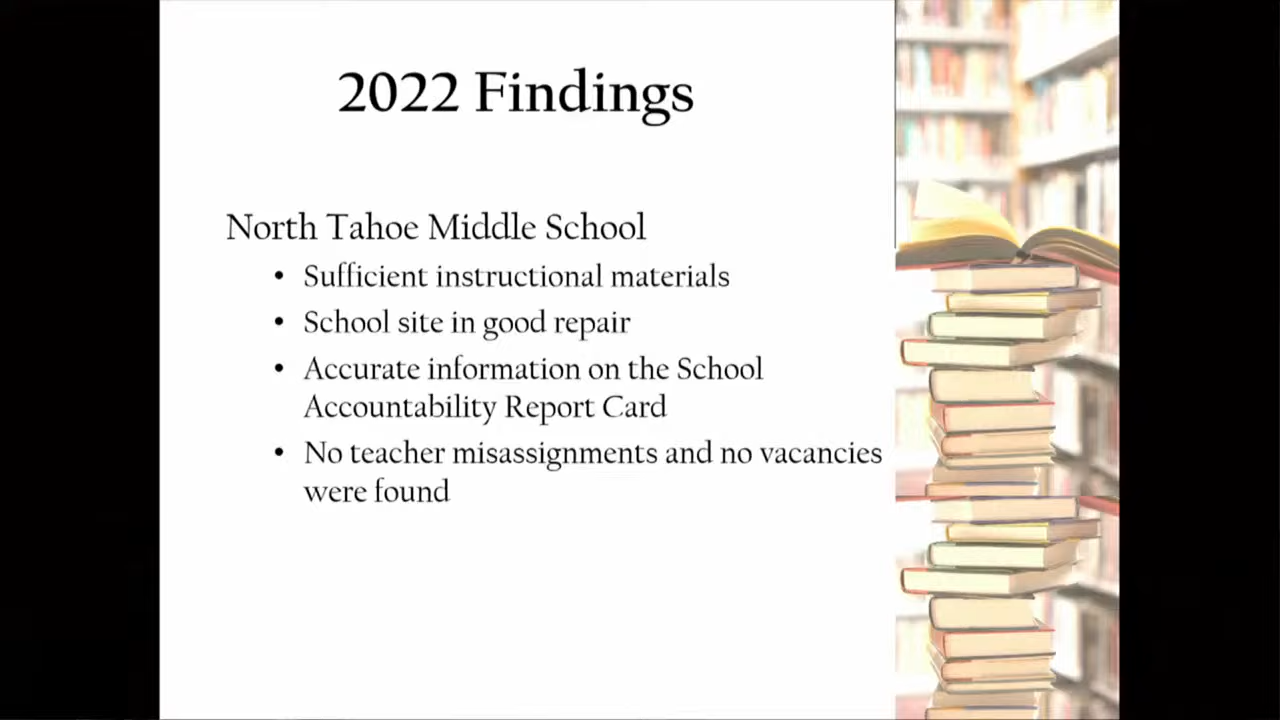 2022 Findings
North Tahoe Middle School
• Sufficient instructional materials
• School site in good repair
• Accurate information on the School
Accountability Report Card
• No teacher misassignments and no vacancies
were found